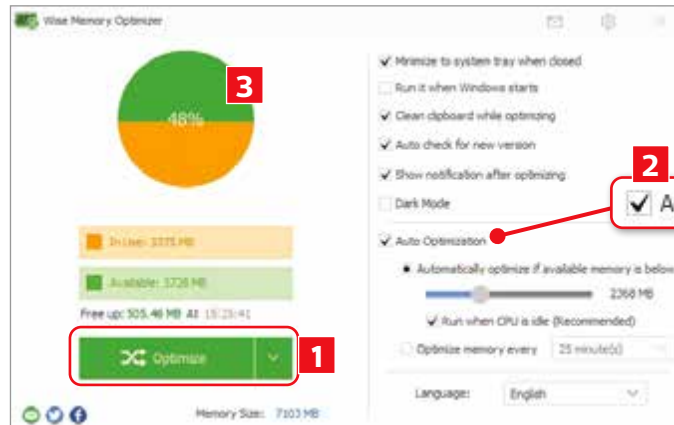 Wise Memory Optimizer
3
48%
In Use: 3375 MB
Available: 3728 MB
Free up: 505.46 MB At 15:25:41
Optimize
1
Memory Size: 7103 MB
Minimize to system tray when closed
Run it when Windows starts
Clean clipboard while optimizing
Auto check for new version
Show notification after optimizing
2
Dark Mode
A
Auto Optimization
Automatically optimize if available memory is below
2368 MB
Run when CPU is idle (Recommended)
Optimize memory every 25 minute(s)
Language: English